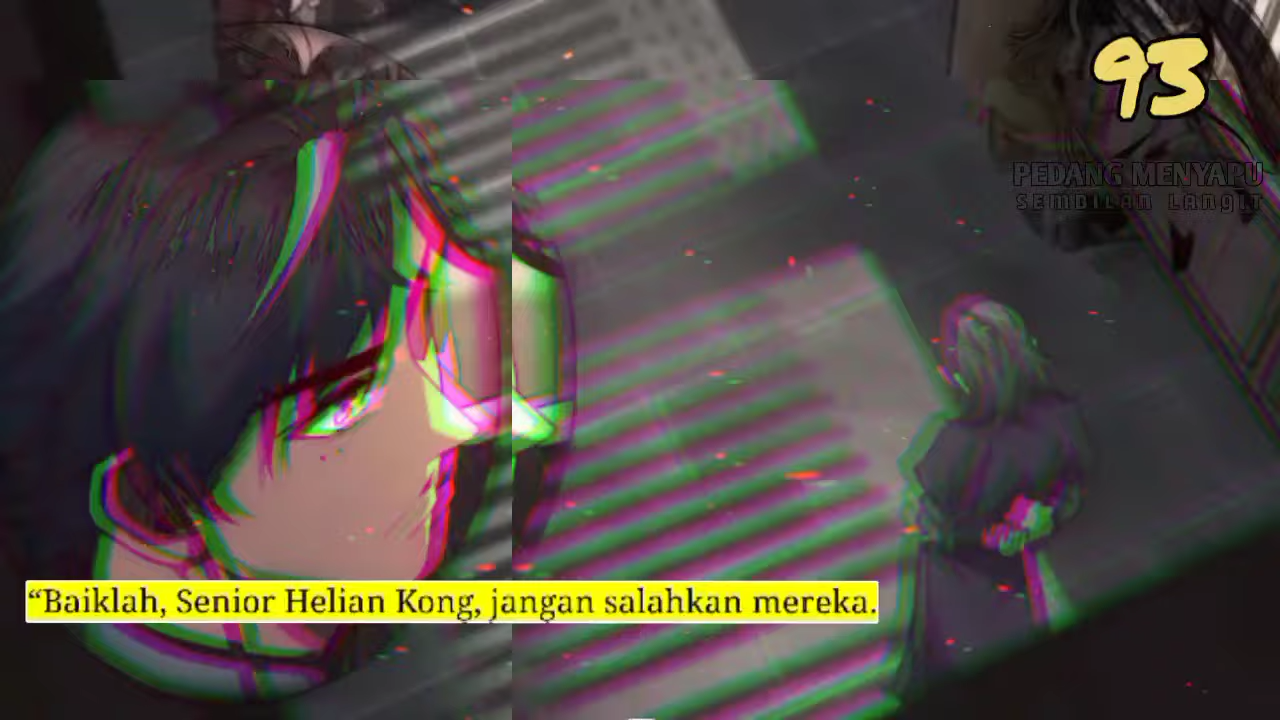 93
PEDANG MENYAPU
SEMBILAN LANGIT
“Baiklah, Senior Helian Kong, jangan salahkan mereka.